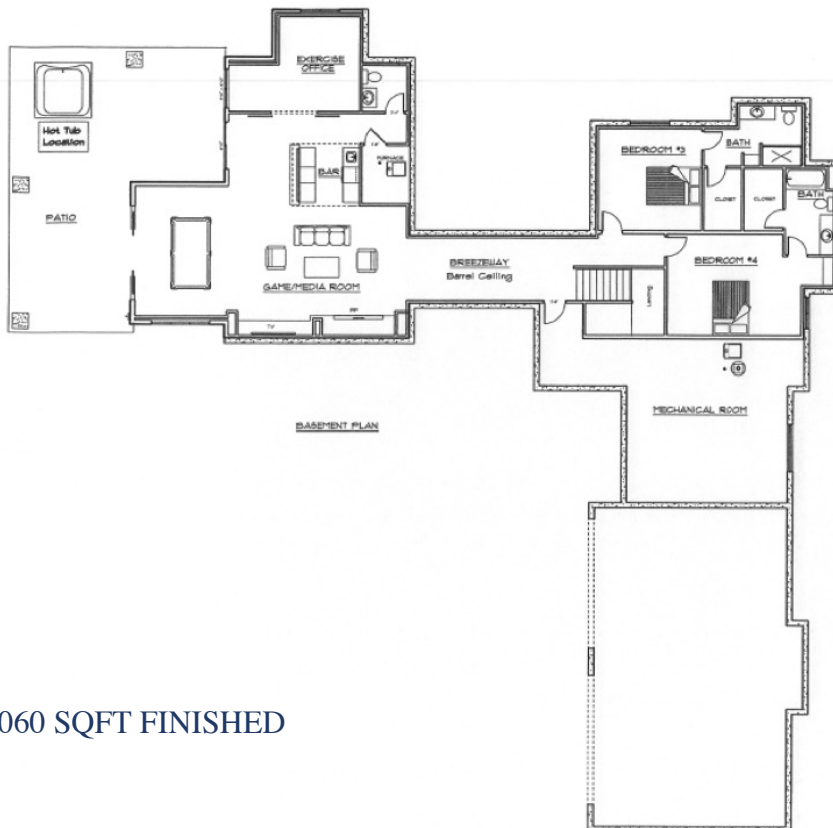 EXERCISE
OFFICE
Hot Tub
Location
BAR
FURNACE
PATIO
GAME/MEDIA ROOM
BREEZEWAY
Barrel Ceiling
BEDROOM #3
BATH
CLOSET
CLOSET
BATH
BEDROOM #4
Landing
MECHANICAL ROOM
BASEMENT PLAN
060 SQFT FINISHED